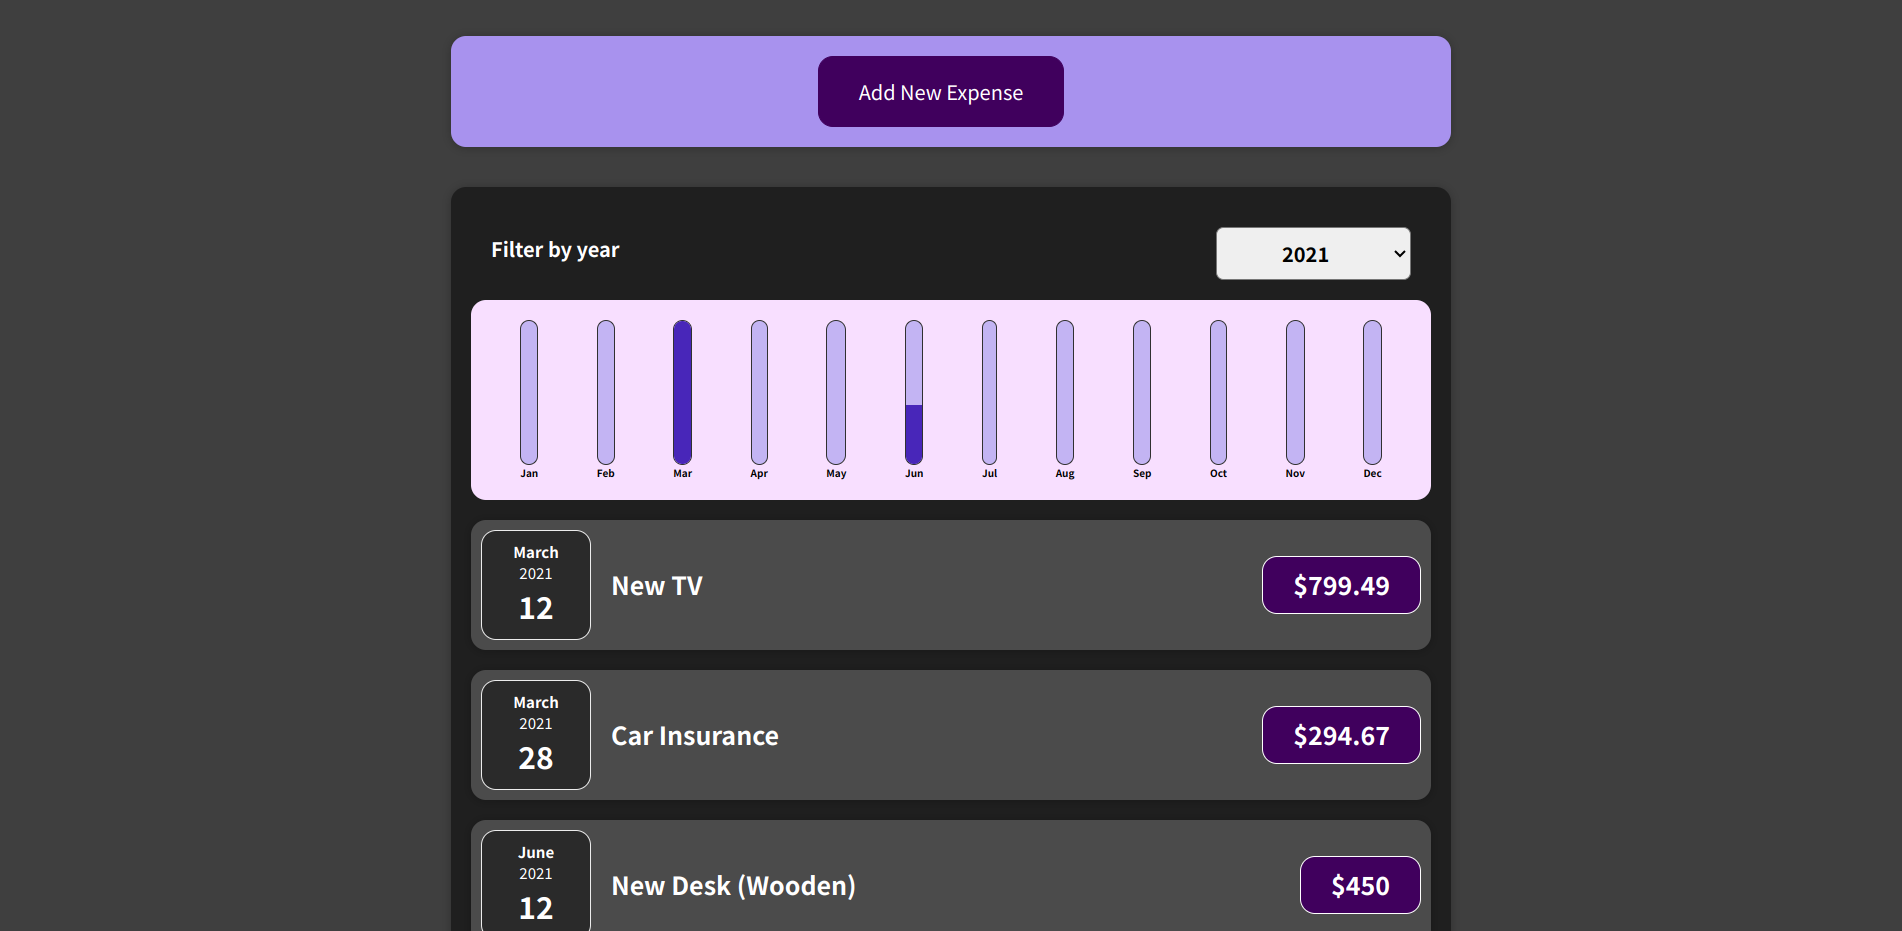 Add New Expense
Filter by year
2021
Jan Feb Mar Apr May Jun Jul Aug Sep Oct Nov Dec
March
2021
12
New TV
$799.49
March
2021
28
Car Insurance
$294.67
June
2021
12
New Desk (Wooden)
$450